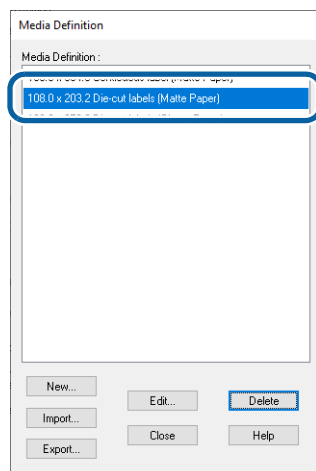 Media Definition
Media Definition :
108.0 x 203.2 Die-cut labels (Matte Paper)
New...
Edit...
Delete
Import...
Close
Help
Export...